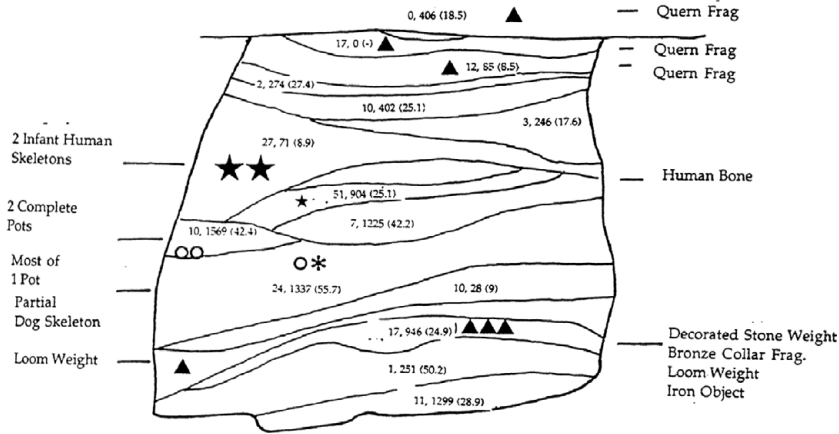 0, 406 (18.5)
Quern Frag
17, 0 (-)
Quern Frag
12, 85 (8.5)
Quern Frag
2, 274 (27.4)
10, 402 (25.1)
3, 246 (17.6)
2 Infant Human
Skeletons
27, 71 (8.9)
Human Bone
51, 904 (25.1)
2 Complete
Pots
10, 1569 (42.4)
7, 1225 (42.2)
Most of
1 Pot
Partial
Dog Skeleton
24, 1337 (55.7)
10, 28 (9)
17, 946 (24.9)
Loom Weight
1, 251 (50.2)
11, 1299 (28.9)
Decorated Stone Weight
Bronze Collar Frag.
Loom Weight
Iron Object